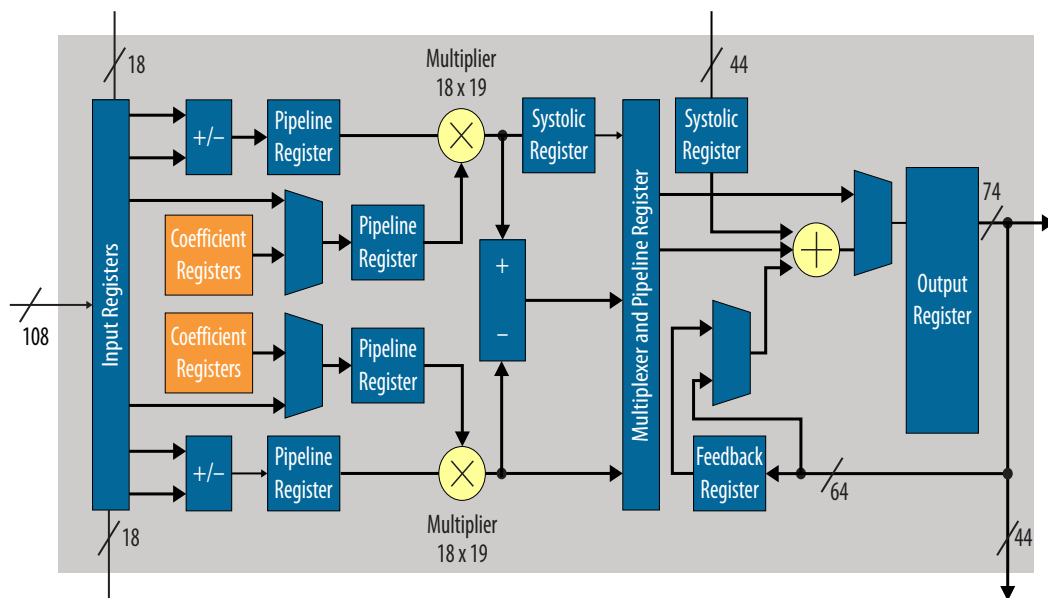 18
44
Multiplier
18 x 19
Pipeline
Register
Systolic
Register
Systolic
Register
+/−
×
Coefficient
Registers
Pipeline
Register
74
+
+
−
Input Registers
Multiplexer and Pipeline Register
Output
Register
108
Coefficient
Registers
Pipeline
Register
+/−
Pipeline
Register
×
Feedback
Register
64
18
Multiplier
18 x 19
44